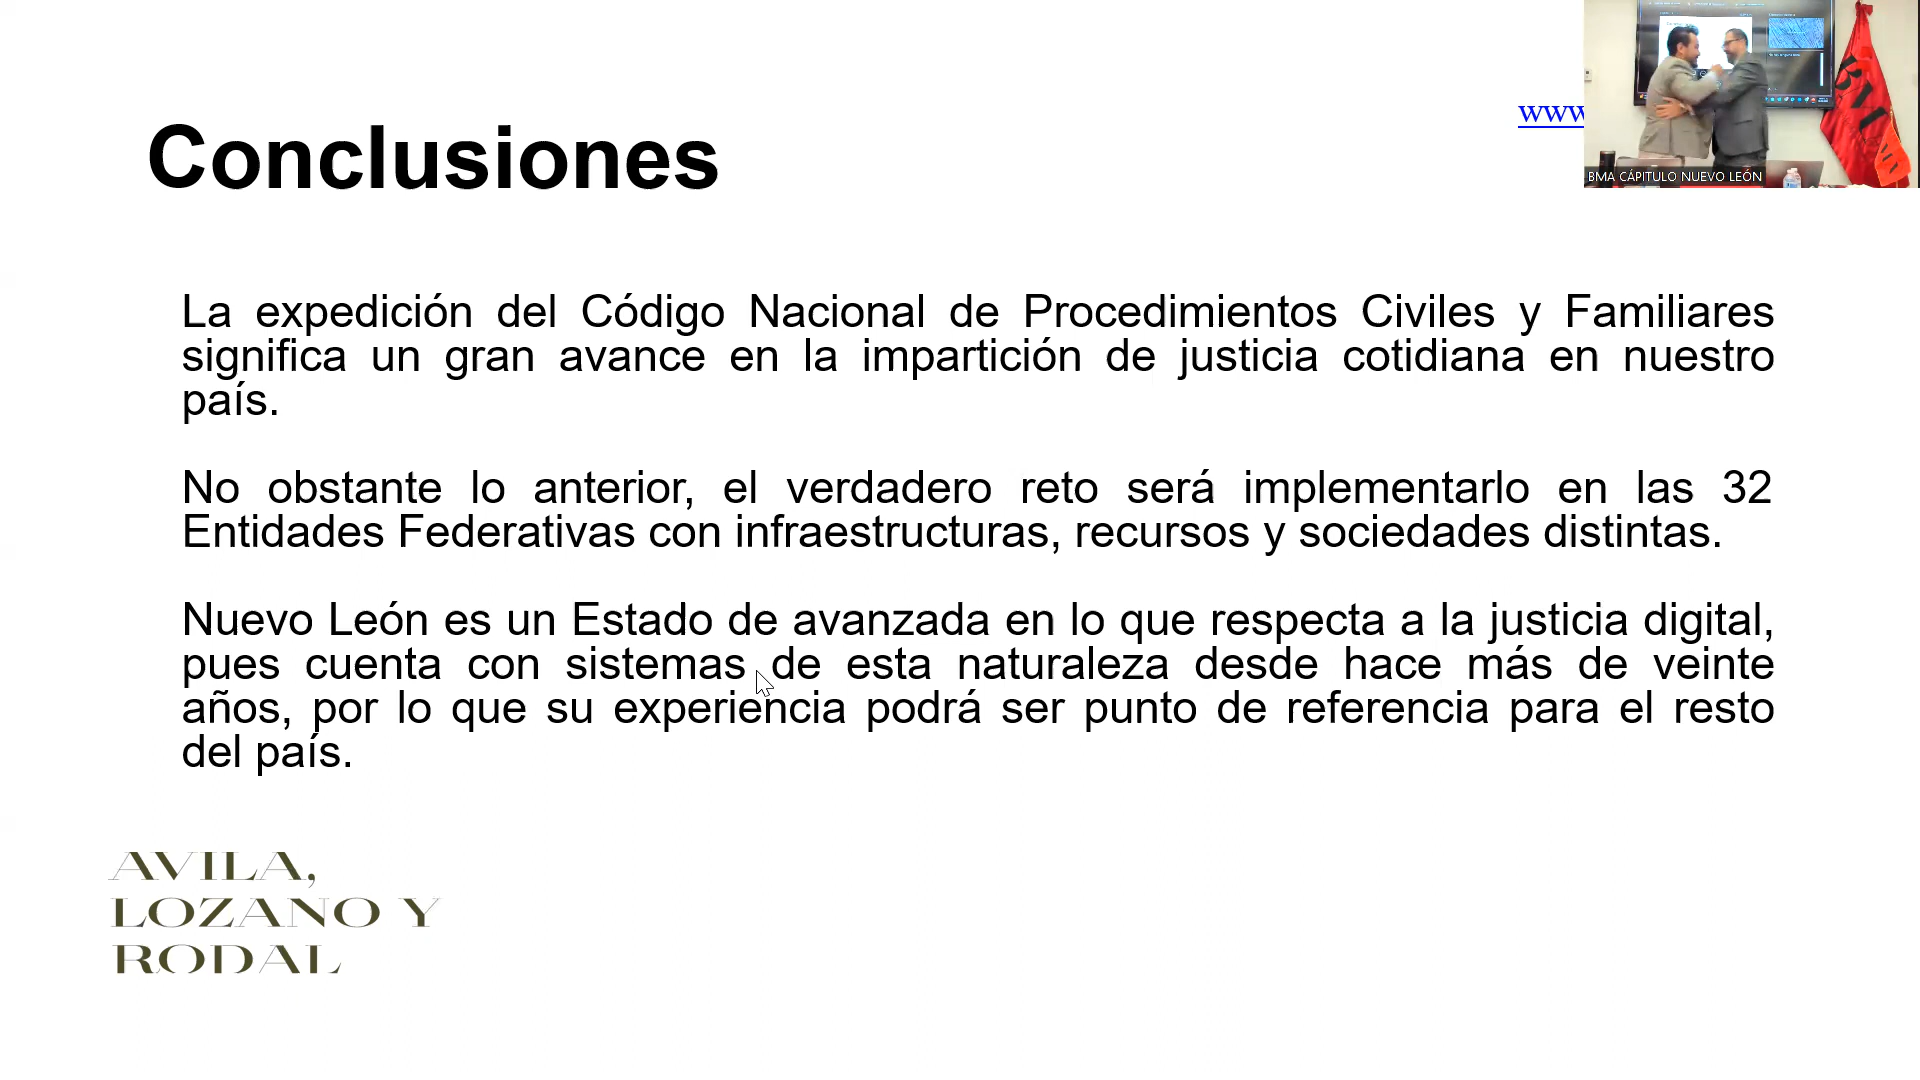 Conclusiones
www
BMA CÁPITULO NUEVO LEÓN
La expedición del Código Nacional de Procedimientos Civiles y Familiares
significa un gran avance en la impartición de justicia cotidiana en nuestro
país.
No obstante lo anterior, el verdadero reto será implementarlo en las 32
Entidades Federativas con infraestructuras, recursos y sociedades distintas.
Nuevo León es un Estado de avanzada en lo que respecta a la justicia digital,
pues cuenta con sistemas de esta naturaleza desde hace más de veinte
años, por lo que su experiencia podrá ser punto de referencia para el resto
del país.
AVILA,
LOZANO Y
RODAL